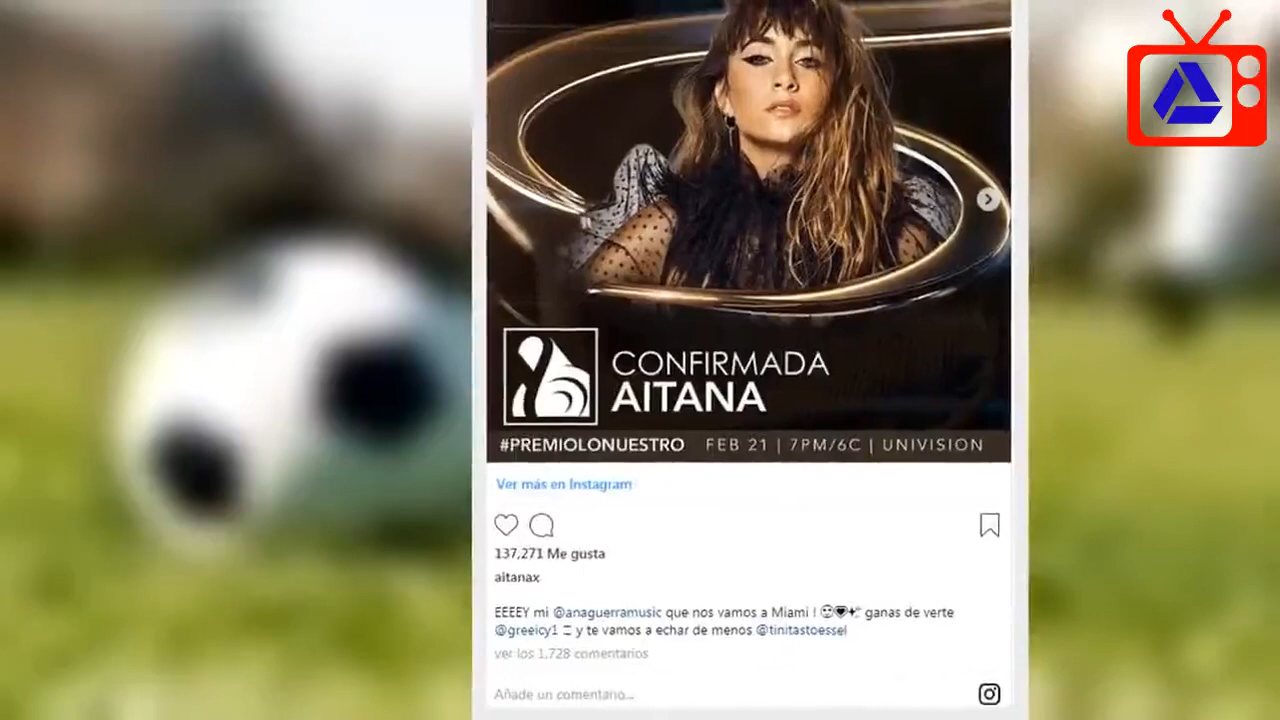 CONFIRMADA
AITANA
#PREMIOLONUESTRO FEB 21 | 7PM/6C | UNIVISION
Ver más en Instagram
137,271 Me gusta
aitanax
EEEEY mi @anaguerramusic que nos vamos a Miami ! 😍💗✨ ganas de verte
@greeicy1 y te vamos a echar de menos @tinitastoessel
ver los 1,728 comentarios
Añade un comentario...